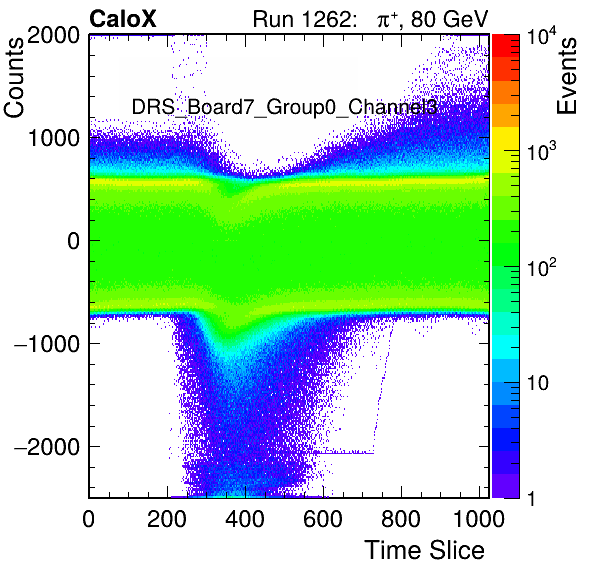 CaloX Run 1262: π⁺, 80 GeV
Counts
Events
DRS_Board7_Group0_Channel3
2000
1000
0
−1000
−2000
0 200 400 600 800 1000
Time Slice
10⁴
10³
10²
10
1